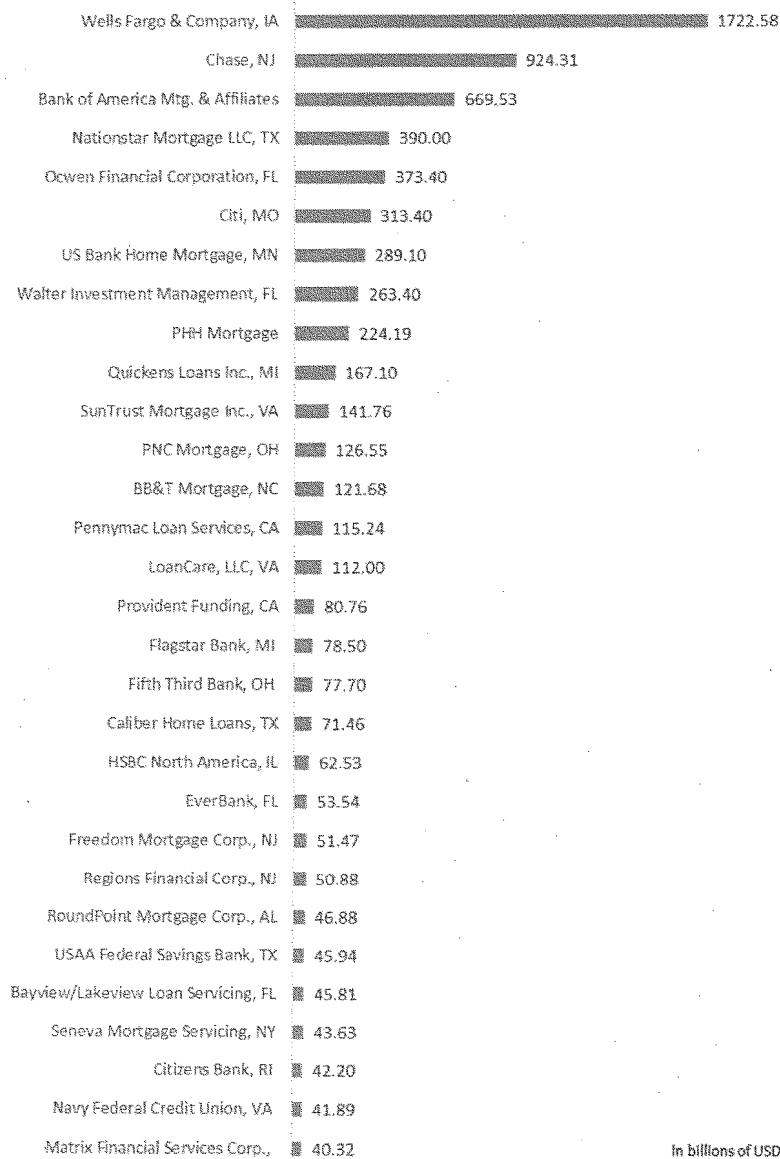 Wells Fargo & Company, IA 1722.58
Chase, NJ 924.31
Bank of America Mtg. & Affiliates 669.53
Nationstar Mortgage LLC, TX 390.00
Ocwen Financial Corporation, FL 373.40
Citi, MO 313.40
US Bank Home Mortgage, MN 289.10
Walter Investment Management, FL 263.40
PHH Mortgage 224.19
Quickens Loans Inc., MI 167.10
SunTrust Mortgage Inc., VA 141.76
PNC Mortgage, OH 126.55
BB&T Mortgage, NC 121.68
Pennymac Loan Services, CA 115.24
LoanCare, LLC, VA 112.00
Provident Funding, CA 80.76
Flagstar Bank, MI 78.50
Fifth Third Bank, OH 77.70
Caliber Home Loans, TX 71.46
HSBC North America, IL 62.53
EverBank, FL 53.54
Freedom Mortgage Corp., NJ 51.47
Regions Financial Corp., NJ 50.88
RoundPoint Mortgage Corp., AL 46.88
USAA Federal Savings Bank, TX 45.94
Bayview/Lakeview Loan Servicing, FL 45.81
Seneva Mortgage Servicing, NY 43.63
Citizens Bank, RI 42.20
Navy Federal Credit Union, VA 41.89
Matrix Financial Services Corp., 40.32
In billions of USD